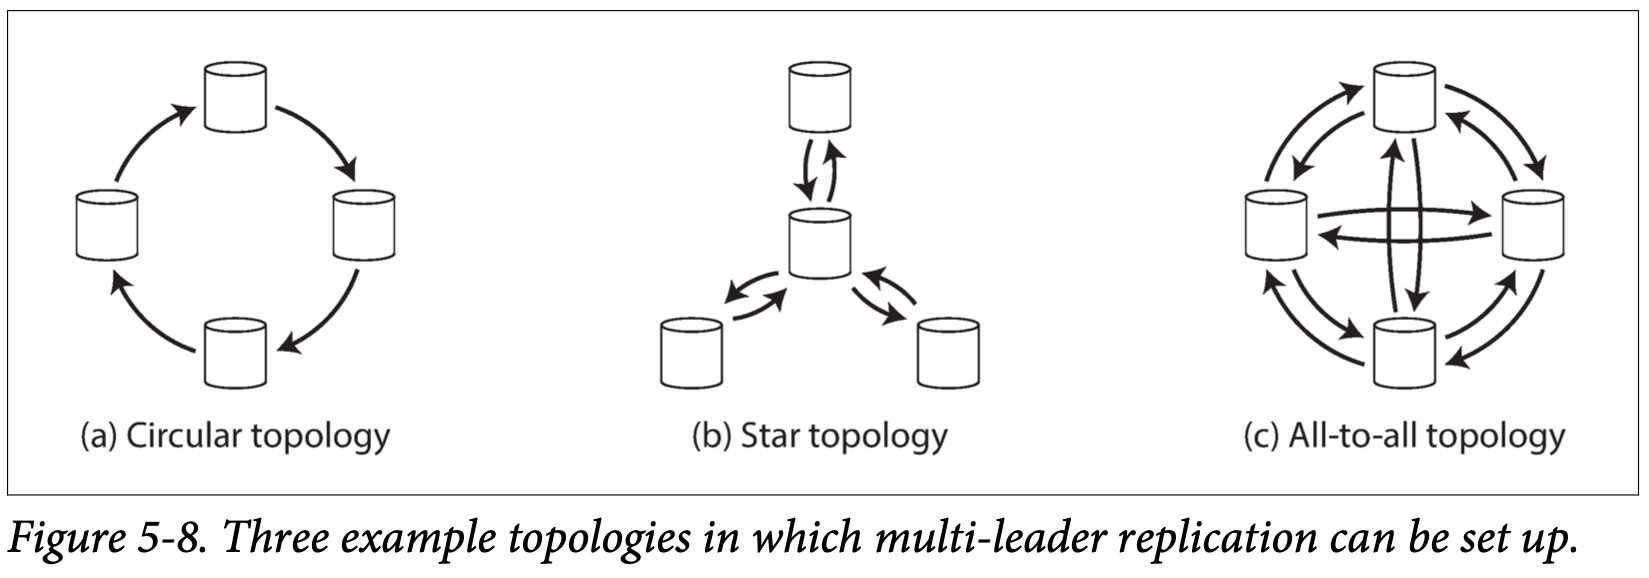 (a) Circular topology
(b) Star topology
(c) All-to-all topology
Figure 5-8. Three example topologies in which multi-leader replication can be set up.